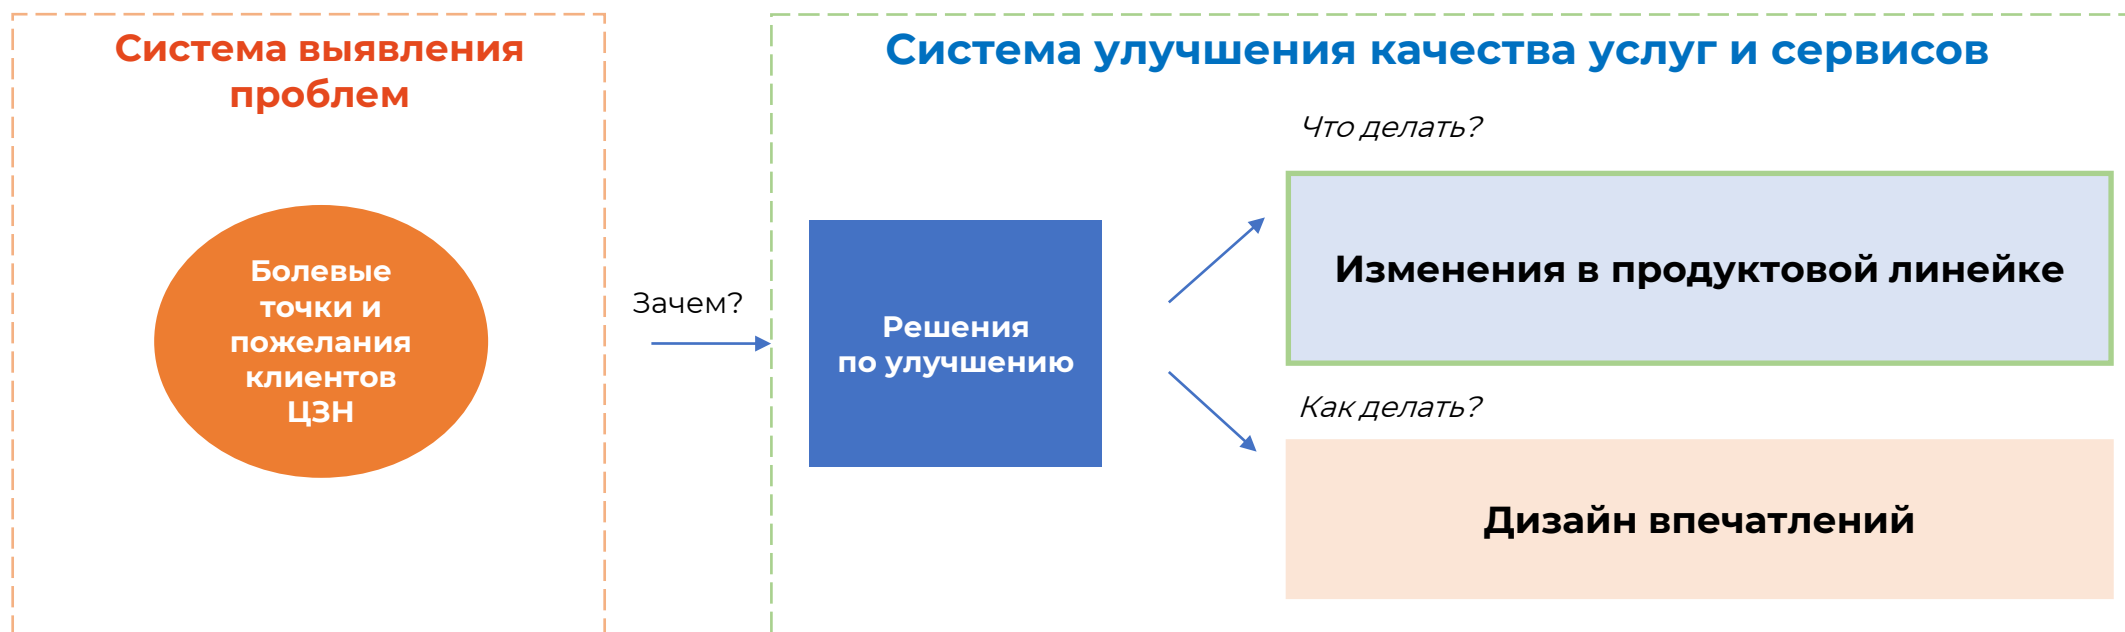 Система выявления
проблем
Болевые
точки и
пожелания
клиентов
ЦЗН
Зачем?
Система улучшения качества услуг и сервисов
Решения
по улучшению
Что делать?
Изменения в продуктовой линейке
Как делать?
Дизайн впечатлений